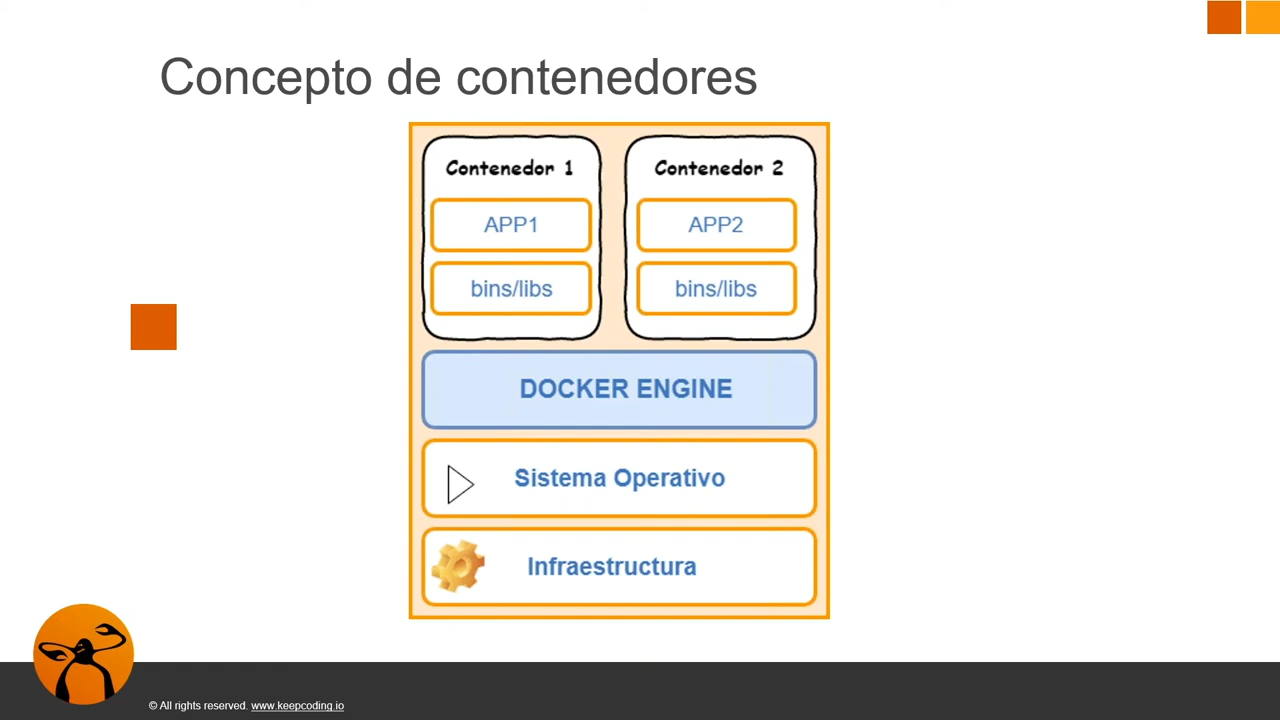 Concepto de contenedores
Contenedor 1
APP1
bins/libs
Contenedor 2
APP2
bins/libs
DOCKER ENGINE
Sistema Operativo
Infraestructura
© All rights reserved. www.keepcoding.io